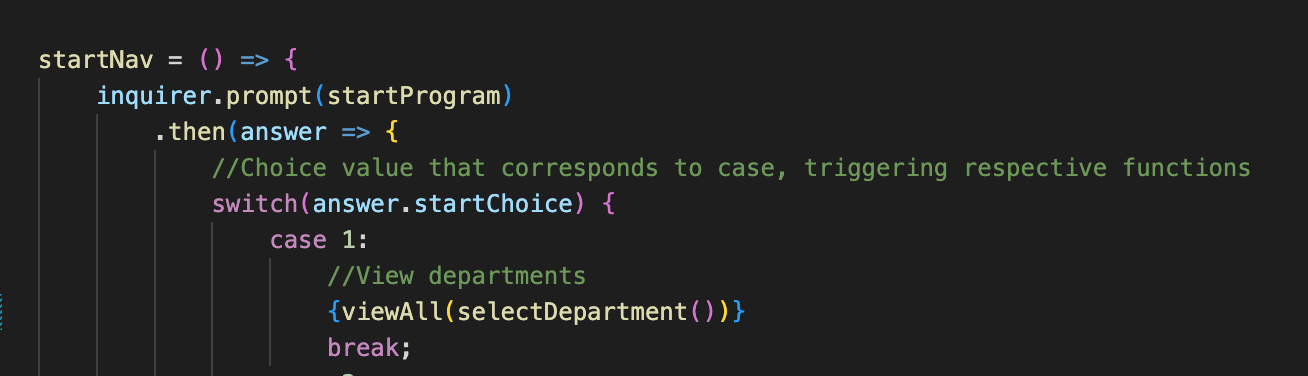 startNav = () => {
inquirer.prompt(startProgram)
.then(answer => {
//Choice value that corresponds to case, triggering respective functions
switch(answer.startChoice) {
case 1:
//View departments
{viewAll(selectDepartment())}
break;